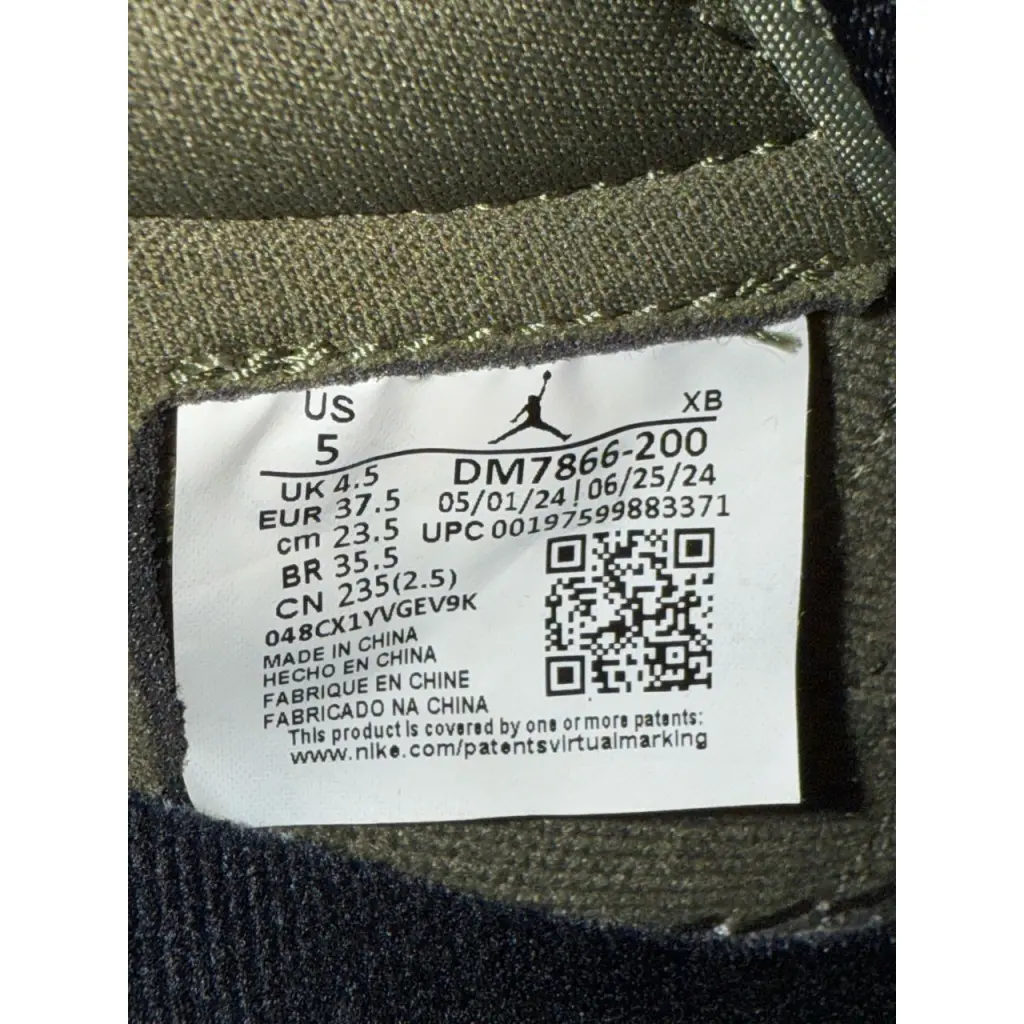 US
5
XB
UK 4.5
EUR 37.5
cm 23.5
BR 35.5
CN 235(2.5)
DM7866-200
05/01/24 | 06/25/24
UPC 00197599883371
048CX1YVGEV9K
MADE IN CHINA
HECHO EN CHINA
FABRIQUE EN CHINE
FABRICADO NA CHINA
This product is covered by one or more patents:
www.nike.com/patentsvirtualmarking